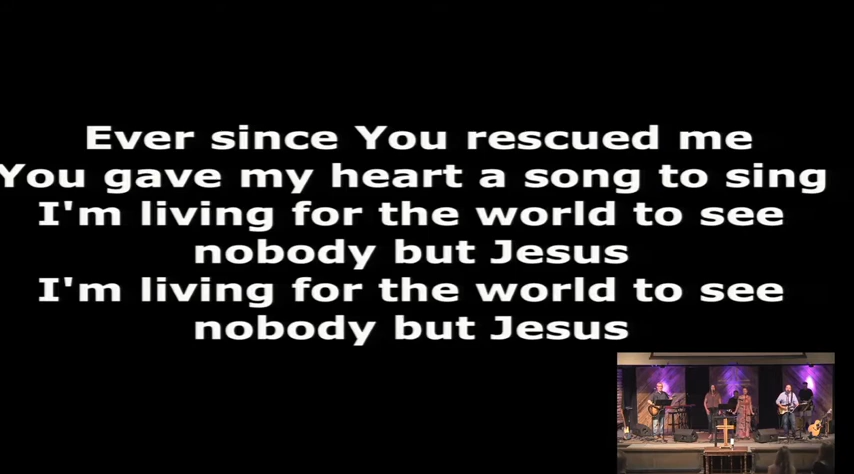 Ever since You rescued me
You gave my heart a song to sing
I'm living for the world to see
nobody but Jesus
I'm living for the world to see
nobody but Jesus